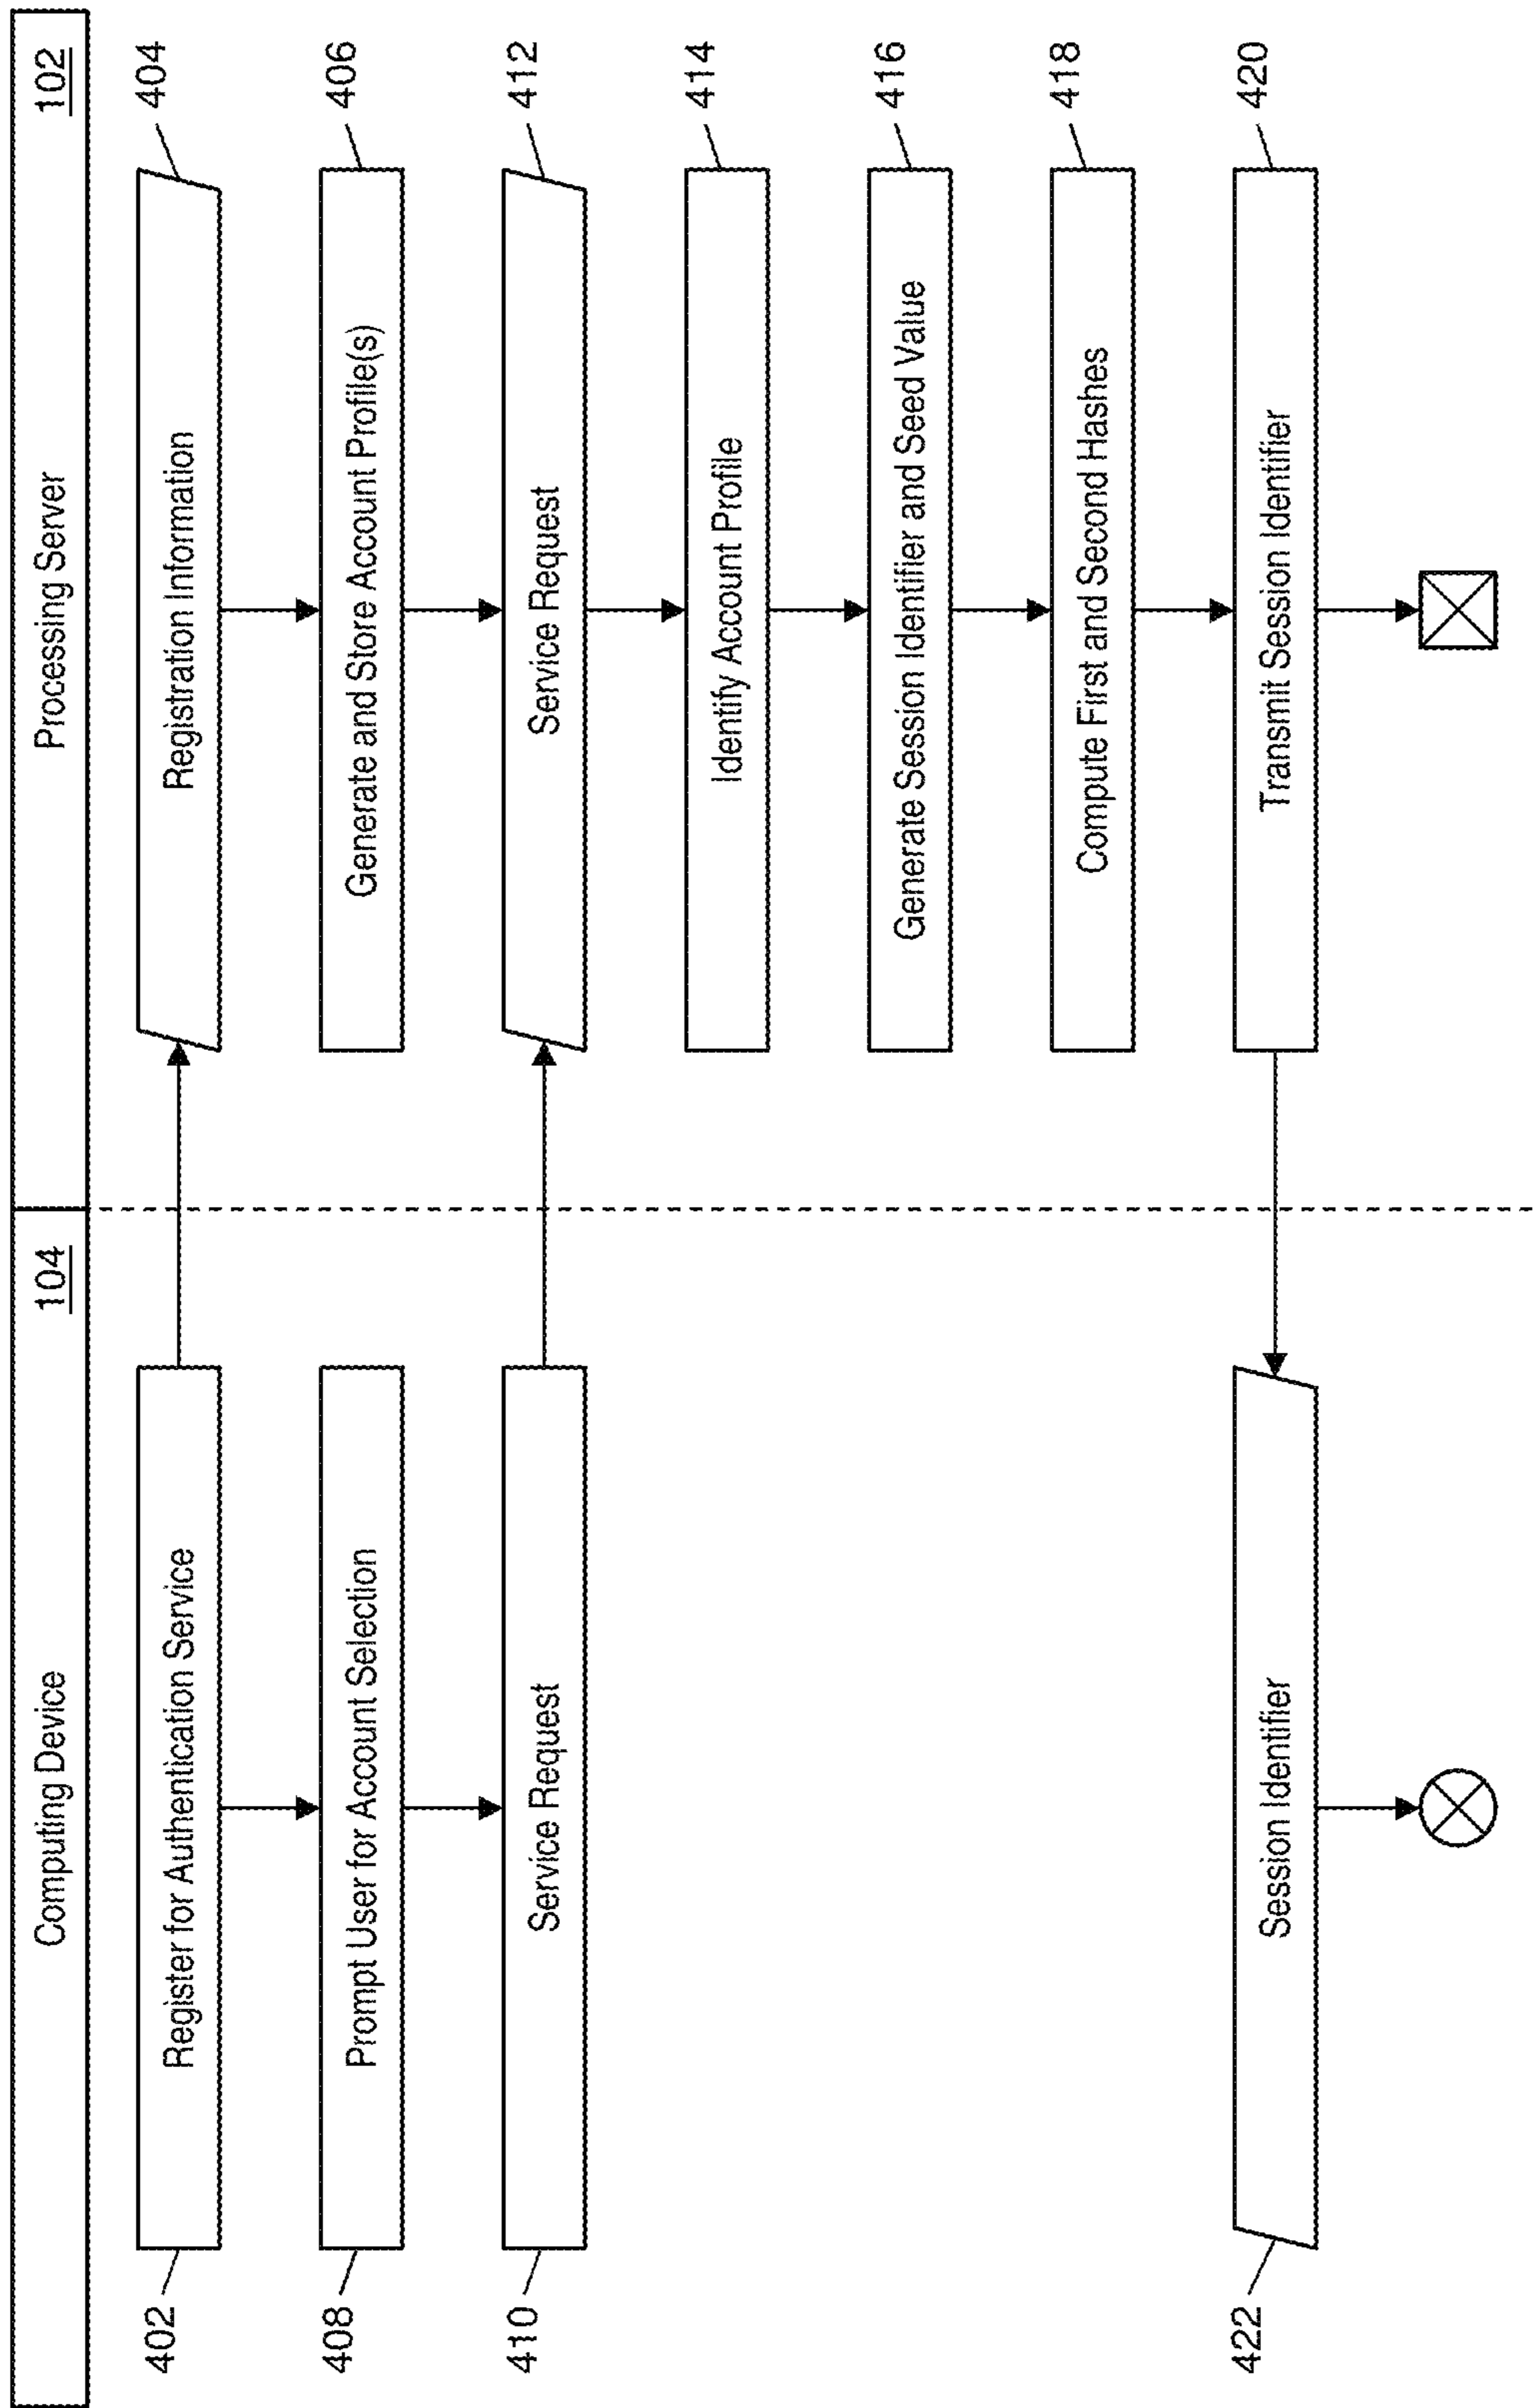 Computing Device
104
Processing Server
102
402
Register for Authentication Service
Registration Information
404
408
Prompt User for Account Selection
Generate and Store Account Profile(s)
406
410
Service Request
Service Request
412
Identify Account Profile
414
Generate Session Identifier and Seed Value
416
Compute First and Second Hashes
418
422
Session Identifier
Transmit Session Identifier
420